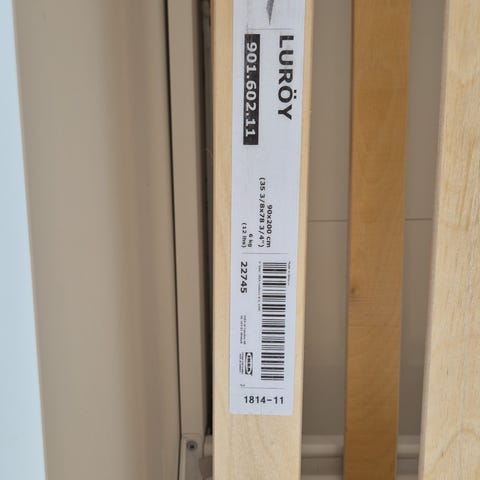 LURÖY
901.602.11
90x200 cm
(35 3/8x78 3/4")
6 kg
(12 lbs)
22745
IKEA
1814-11